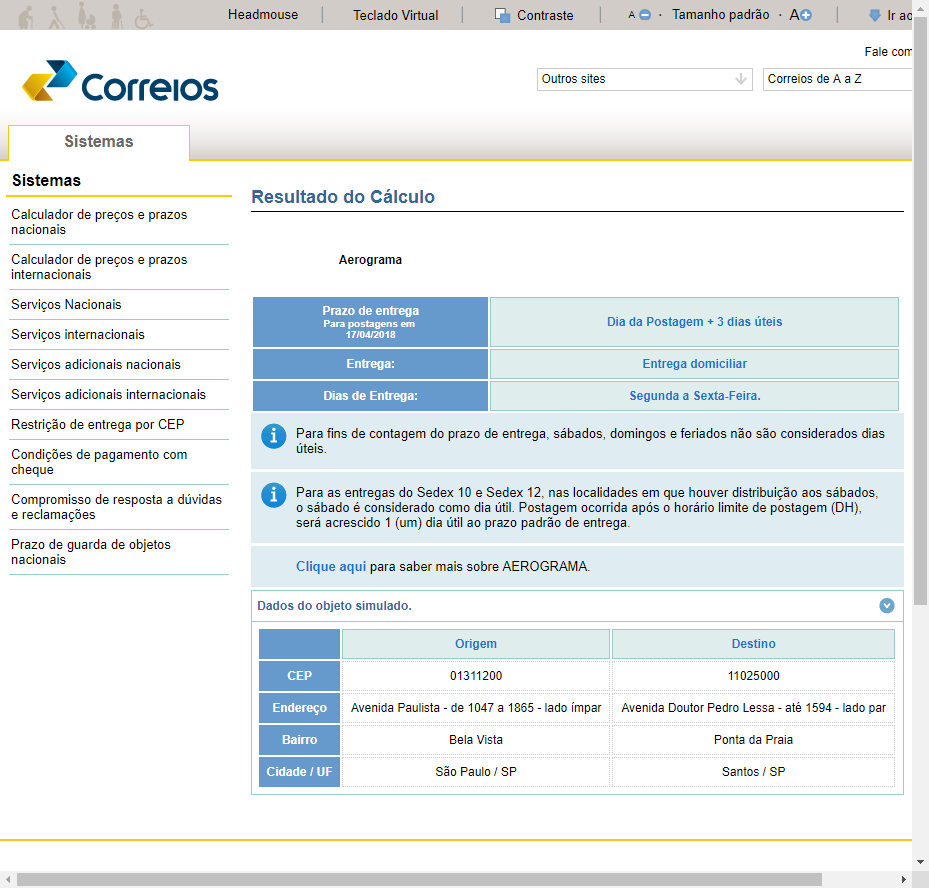 Headmouse
Teclado Virtual
Contraste
A · Tamanho padrão · A
Ir ao
Fale com
Correios
Outros sites
Correios de A a Z
Sistemas
Sistemas
Calculador de preços e prazos
nacionais
Calculador de preços e prazos
internacionais
Serviços Nacionais
Serviços internacionais
Serviços adicionais nacionais
Serviços adicionais internacionais
Restrição de entrega por CEP
Condições de pagamento com
cheque
Compromisso de resposta a dúvidas
e reclamações
Prazo de guarda de objetos
nacionais
Resultado do Cálculo
Aerograma
Prazo de entrega
Para postagens em
17/04/2018
Dia da Postagem + 3 dias úteis
Entrega:
Entrega domiciliar
Dias de Entrega:
Segunda a Sexta-Feira.
Para fins de contagem do prazo de entrega, sábados, domingos e feriados não são considerados dias
úteis.
Para as entregas do Sedex 10 e Sedex 12, nas localidades em que houver distribuição aos sábados,
o sábado é considerado como dia útil. Postagem ocorrida após o horário limite de postagem (DH),
será acrescido 1 (um) dia útil ao prazo padrão de entrega.
Clique aqui para saber mais sobre AEROGRAMA.
Dados do objeto simulado.
Origem
Destino
CEP
01311200
11025000
Endereço
Avenida Paulista - de 1047 a 1865 - lado ímpar
Avenida Doutor Pedro Lessa - até 1594 - lado par
Bairro
Bela Vista
Ponta da Praia
Cidade / UF
São Paulo / SP
Santos / SP